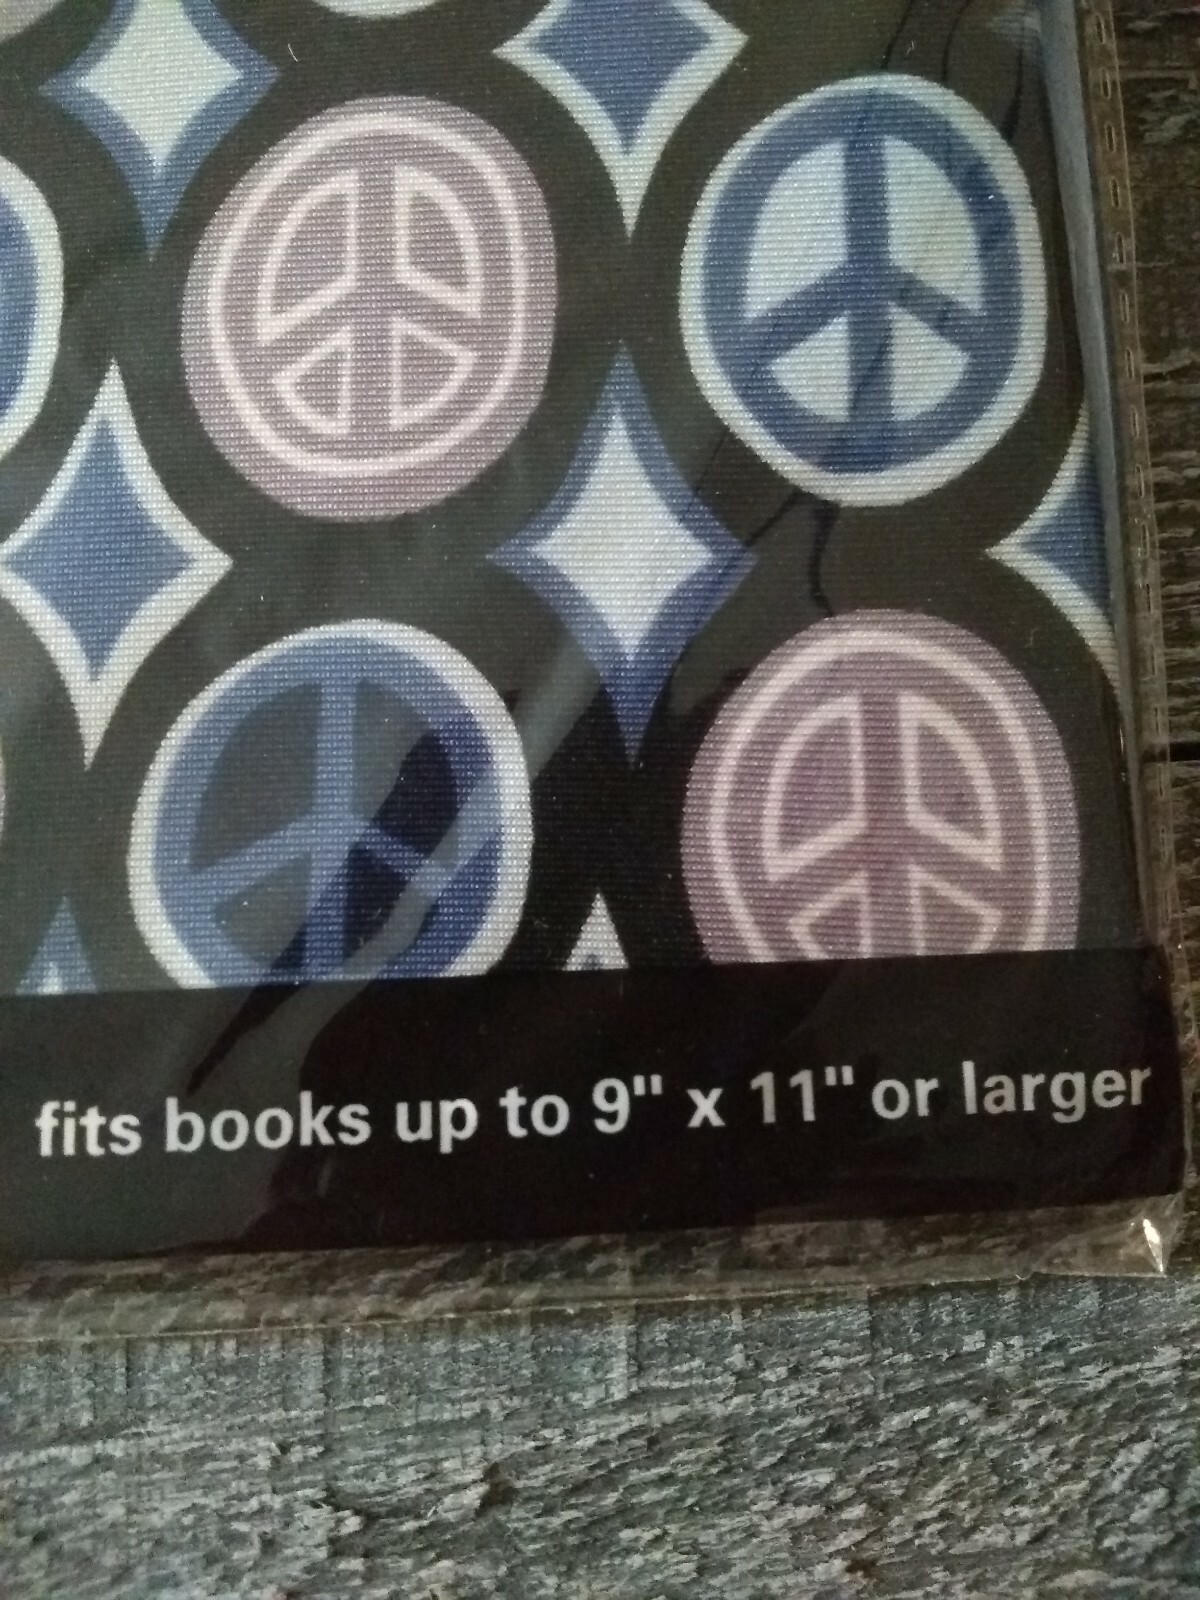 fits books up to 9" x 11" or larger